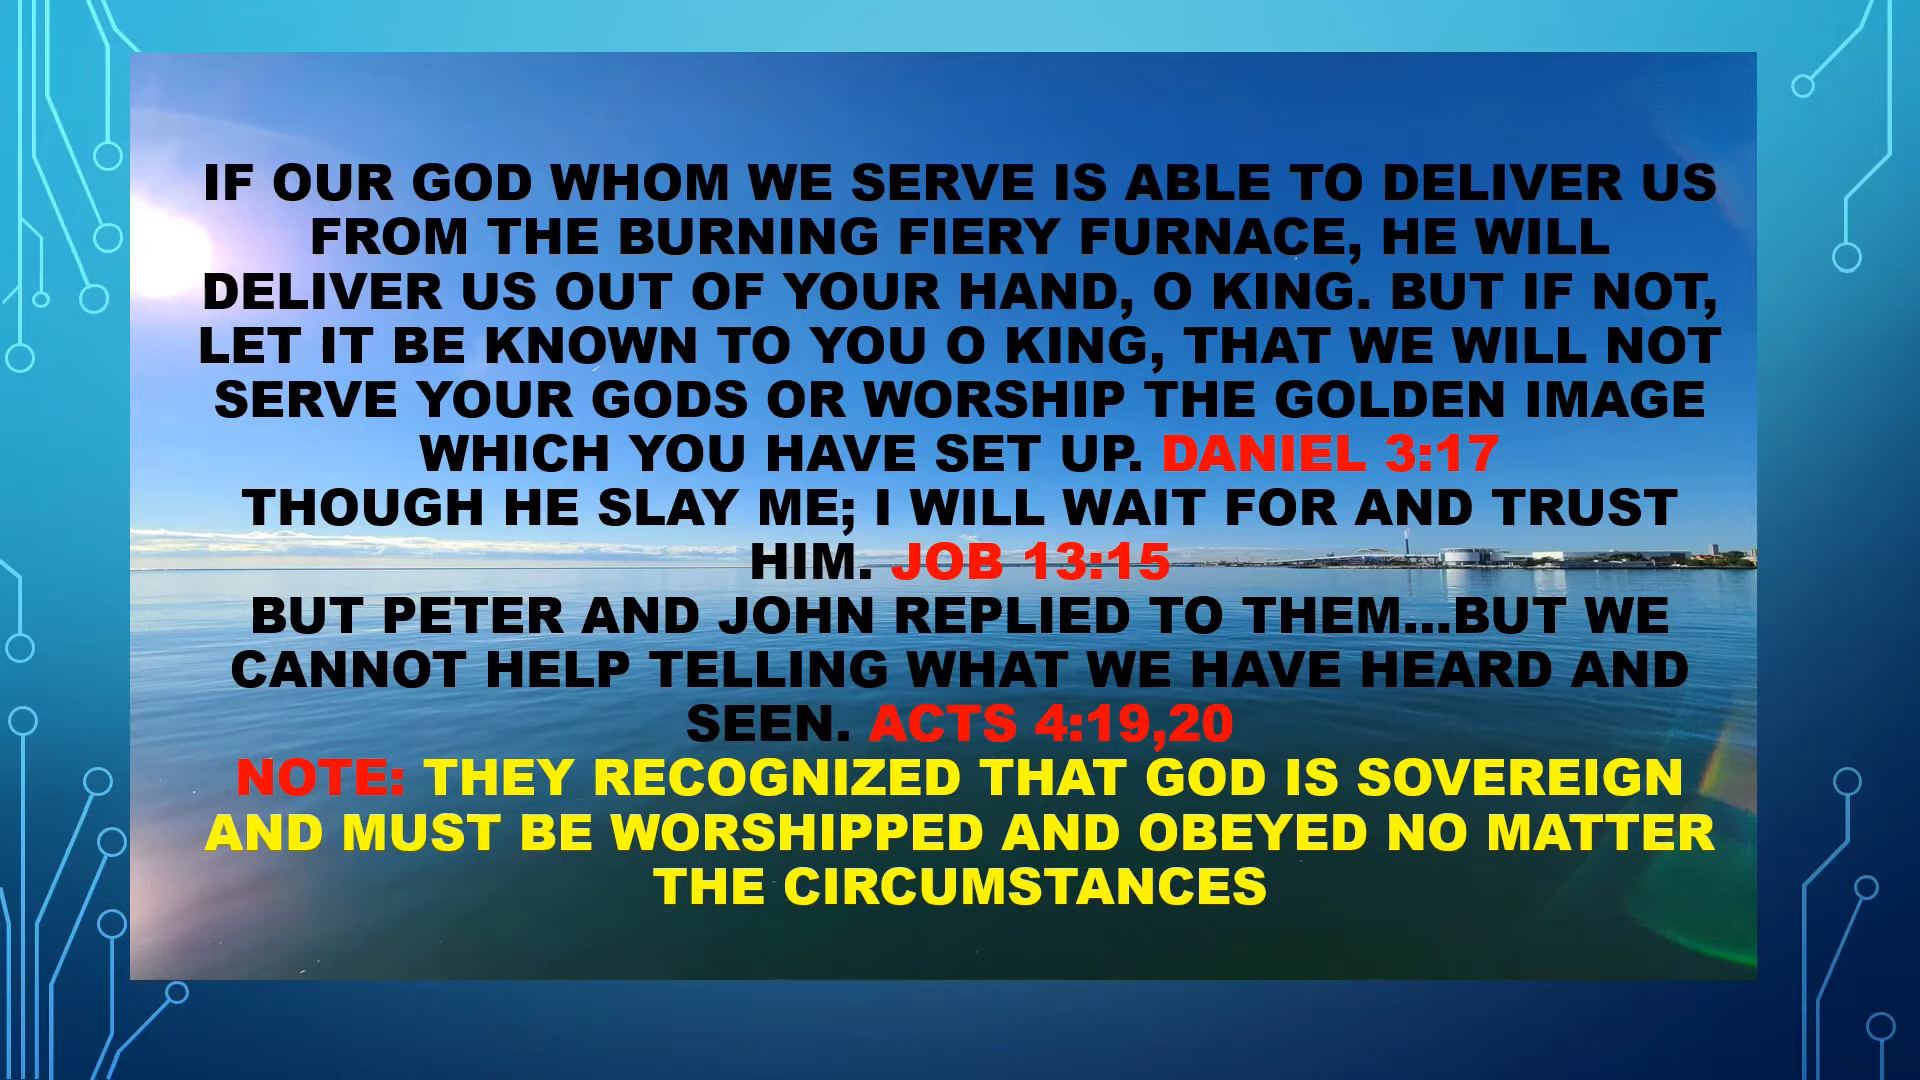 IF OUR GOD WHOM WE SERVE IS ABLE TO DELIVER US
FROM THE BURNING FIERY FURNACE, HE WILL
DELIVER US OUT OF YOUR HAND, O KING. BUT IF NOT,
LET IT BE KNOWN TO YOU O KING, THAT WE WILL NOT
SERVE YOUR GODS OR WORSHIP THE GOLDEN IMAGE
WHICH YOU HAVE SET UP. DANIEL 3:17
THOUGH HE SLAY ME; I WILL WAIT FOR AND TRUST
HIM. JOB 13:15
BUT PETER AND JOHN REPLIED TO THEM...BUT WE
CANNOT HELP TELLING WHAT WE HAVE HEARD AND
SEEN. ACTS 4:19,20
NOTE: THEY RECOGNIZED THAT GOD IS SOVEREIGN
AND MUST BE WORSHIPPED AND OBEYED NO MATTER
THE CIRCUMSTANCES